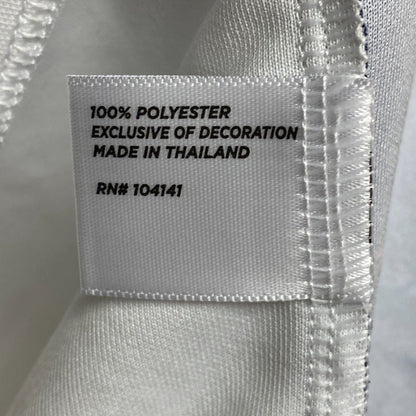 100% POLYESTER
EXCLUSIVE OF DECORATION
MADE IN THAILAND
RN# 104141